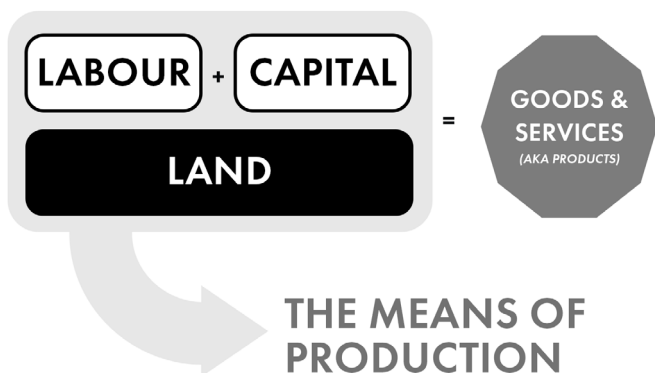 LABOUR + CAPITAL
LAND
=
GOODS &
SERVICES
(AKA PRODUCTS)
THE MEANS OF
PRODUCTION